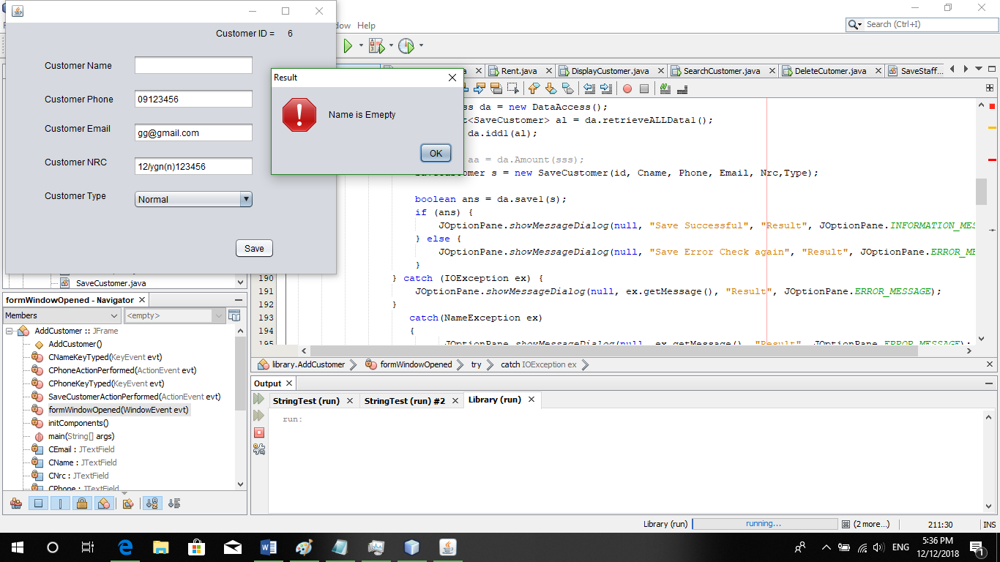 Customer ID = 6
Customer Name
Customer Phone 09123456
Customer Email gg@gmail.com
Customer NRC 12/ygn(n)123456
Customer Type Normal
Save
Result
Name is Emepty
OK
dow Help
Search (Ctrl+I)
Rent.java
DisplayCustomer.java
SearchCustomer.java
DeleteCutomer.java
SaveStaff...
ss da = new DataAccess();
t<SaveCustomer> al = da.retrieveALLData1();
da.idd1(al);
aa = da.Amount(sss);
SaveCustomer s = new SaveCustomer(id, Cname, Phone, Email, Nrc,Type);
boolean ans = da.save1(s);
if (ans) {
JOptionPane.showMessageDialog(null, "Save Successful", "Result", JOptionPane.INFORMATION_MES
} else {
JOptionPane.showMessageDialog(null, "Save Error Check again", "Result", JOptionPane.ERROR_ME
}
190 } catch (IOException ex) {
191 JOptionPane.showMessageDialog(null, ex.getMessage(), "Result", JOptionPane.ERROR_MESSAGE);
192 }
193 catch(NameException ex)
194 {
195 JOptionPane.showMessageDialog(null, ex.getMessage(), "Result", JOptionPane.ERROR_MESSAGE);
library.AddCustomer formWindowOpened try catch IOException ex
SaveCustomer.java
formWindowOpened - Navigator
Members <empty>
AddCustomer :: JFrame
AddCustomer()
CNameKeyTyped(KeyEvent evt)
CPhoneActionPerformed(ActionEvent evt)
CPhoneKeyTyped(KeyEvent evt)
SaveCustomerActionPerformed(ActionEvent evt)
formWindowOpened(WindowEvent evt)
initComponents()
main(String[] args)
CEmail : JTextField
CName : JTextField
CNrc : JTextField
CPhone : JTextField
Output
StringTest (run) StringTest (run) #2 Library (run)
run:
Library (run) running... (2 more...) 211:30 INS
ENG
5:36 PM
12/12/2018
1